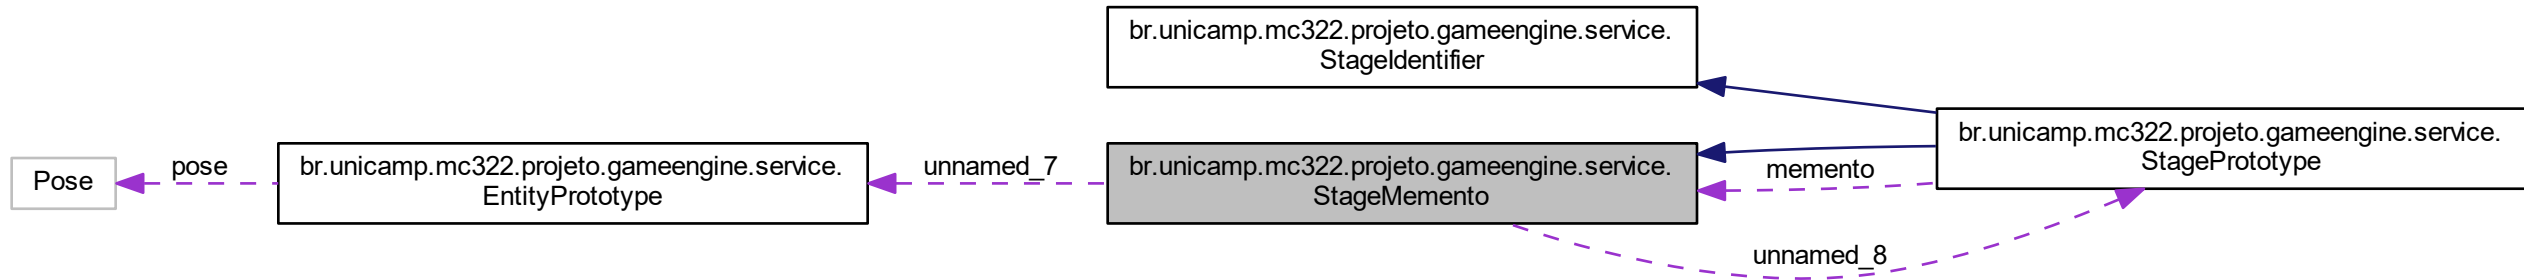 br.unicamp.mc322.projeto.gameengine.service.
StageIdentifier
Pose
pose
br.unicamp.mc322.projeto.gameengine.service.
EntityPrototype
unnamed_7
br.unicamp.mc322.projeto.gameengine.service.
StageMemento
memento
br.unicamp.mc322.projeto.gameengine.service.
StagePrototype
unnamed_8